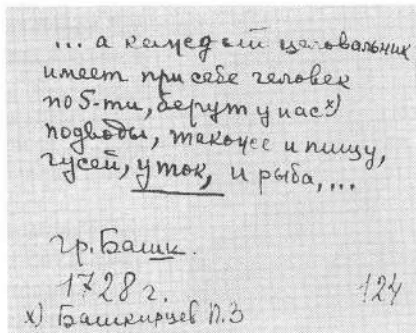 ... а каждый целовальник
имеет при себе человек
по 5-ти, берут у нас х)
подводы, такоже и пищу,
гусей, уток, и рыба, ...
гр. Башк.
1728 г. 124
х) Башкирцев П.З